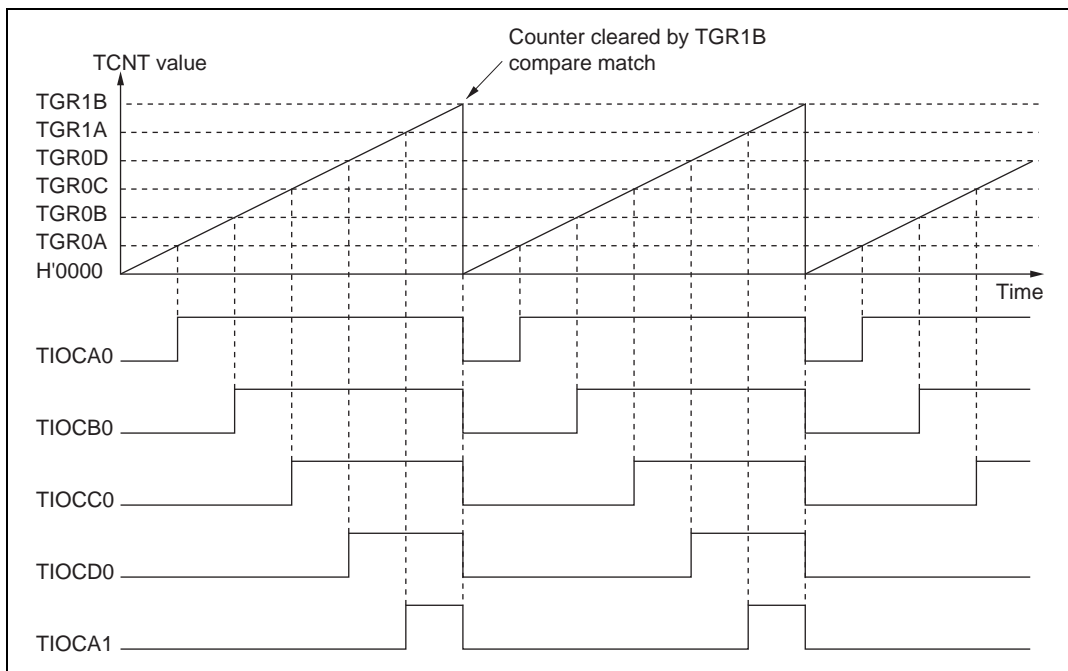 Counter cleared by TGR1B
compare match
TCNT value
TGR1B
TGR1A
TGR0D
TGR0C
TGR0B
TGR0A
H'0000
Time
TIOCA0
TIOCB0
TIOCC0
TIOCD0
TIOCA1